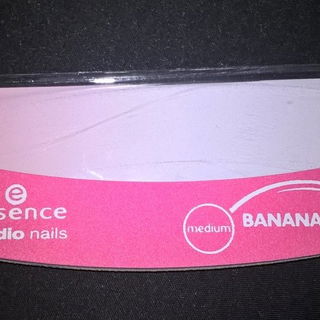 e
sence
dio nails
medium
BANANA